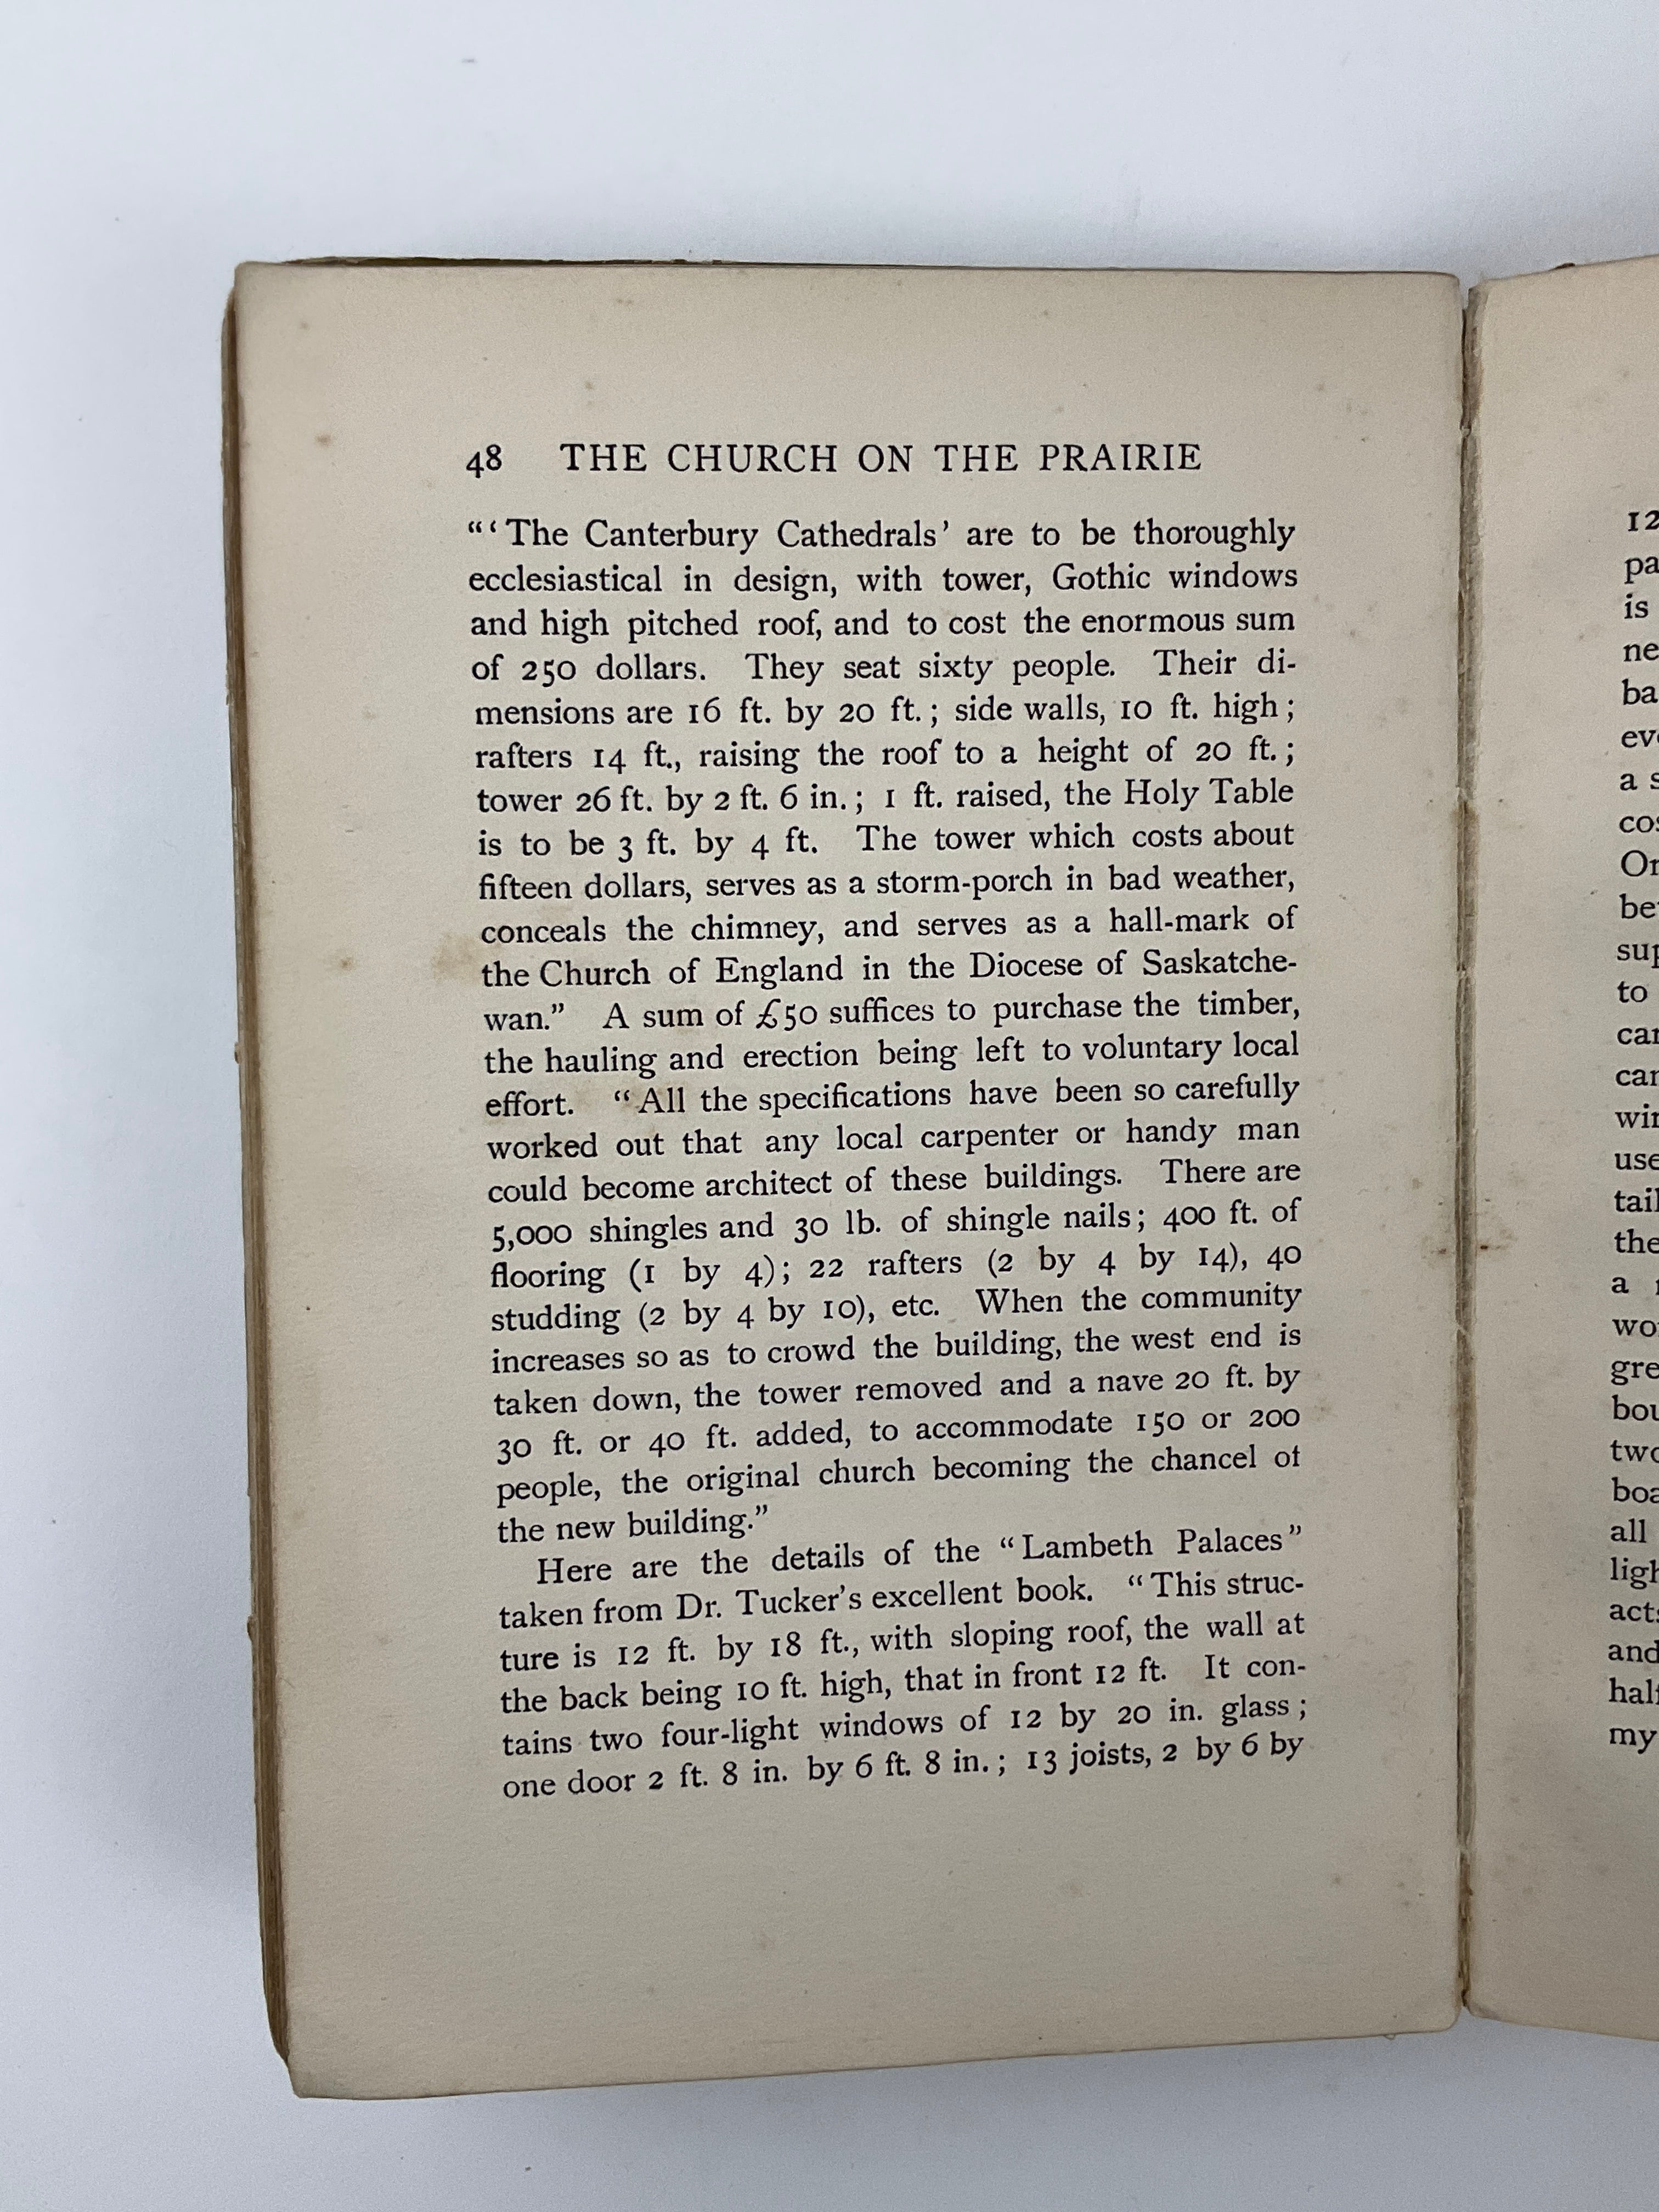 48 THE CHURCH ON THE PRAIRIE
“‘The Canterbury Cathedrals’ are to be thoroughly
ecclesiastical in design, with tower, Gothic windows
and high pitched roof, and to cost the enormous sum
of 250 dollars. They seat sixty people. Their di-
mensions are 16 ft. by 20 ft.; side walls, 10 ft. high;
rafters 14 ft., raising the roof to a height of 20 ft.;
tower 26 ft. by 2 ft. 6 in.; 1 ft. raised, the Holy Table
is to be 3 ft. by 4 ft. The tower which costs about
fifteen dollars, serves as a storm-porch in bad weather,
conceals the chimney, and serves as a hall-mark of
the Church of England in the Diocese of Saskatche-
wan.” A sum of £50 suffices to purchase the timber,
the hauling and erection being left to voluntary local
effort. “All the specifications have been so carefully
worked out that any local carpenter or handy man
could become architect of these buildings. There are
5,000 shingles and 30 lb. of shingle nails; 400 ft. of
flooring (1 by 4); 22 rafters (2 by 4 by 14), 40
studding (2 by 4 by 10), etc. When the community
increases so as to crowd the building, the west end is
taken down, the tower removed and a nave 20 ft. by
30 ft. or 40 ft. added, to accommodate 150 or 200
people, the original church becoming the chancel of
the new building.”
Here are the details of the “Lambeth Palaces”
taken from Dr. Tucker’s excellent book. “This struc-
ture is 12 ft. by 18 ft., with sloping roof, the wall at
the back being 10 ft. high, that in front 12 ft. It con-
tains two four-light windows of 12 by 20 in. glass;
one door 2 ft. 8 in. by 6 ft. 8 in.; 13 joists, 2 by 6 by
12
is
a s
to
the
a
all
and
my